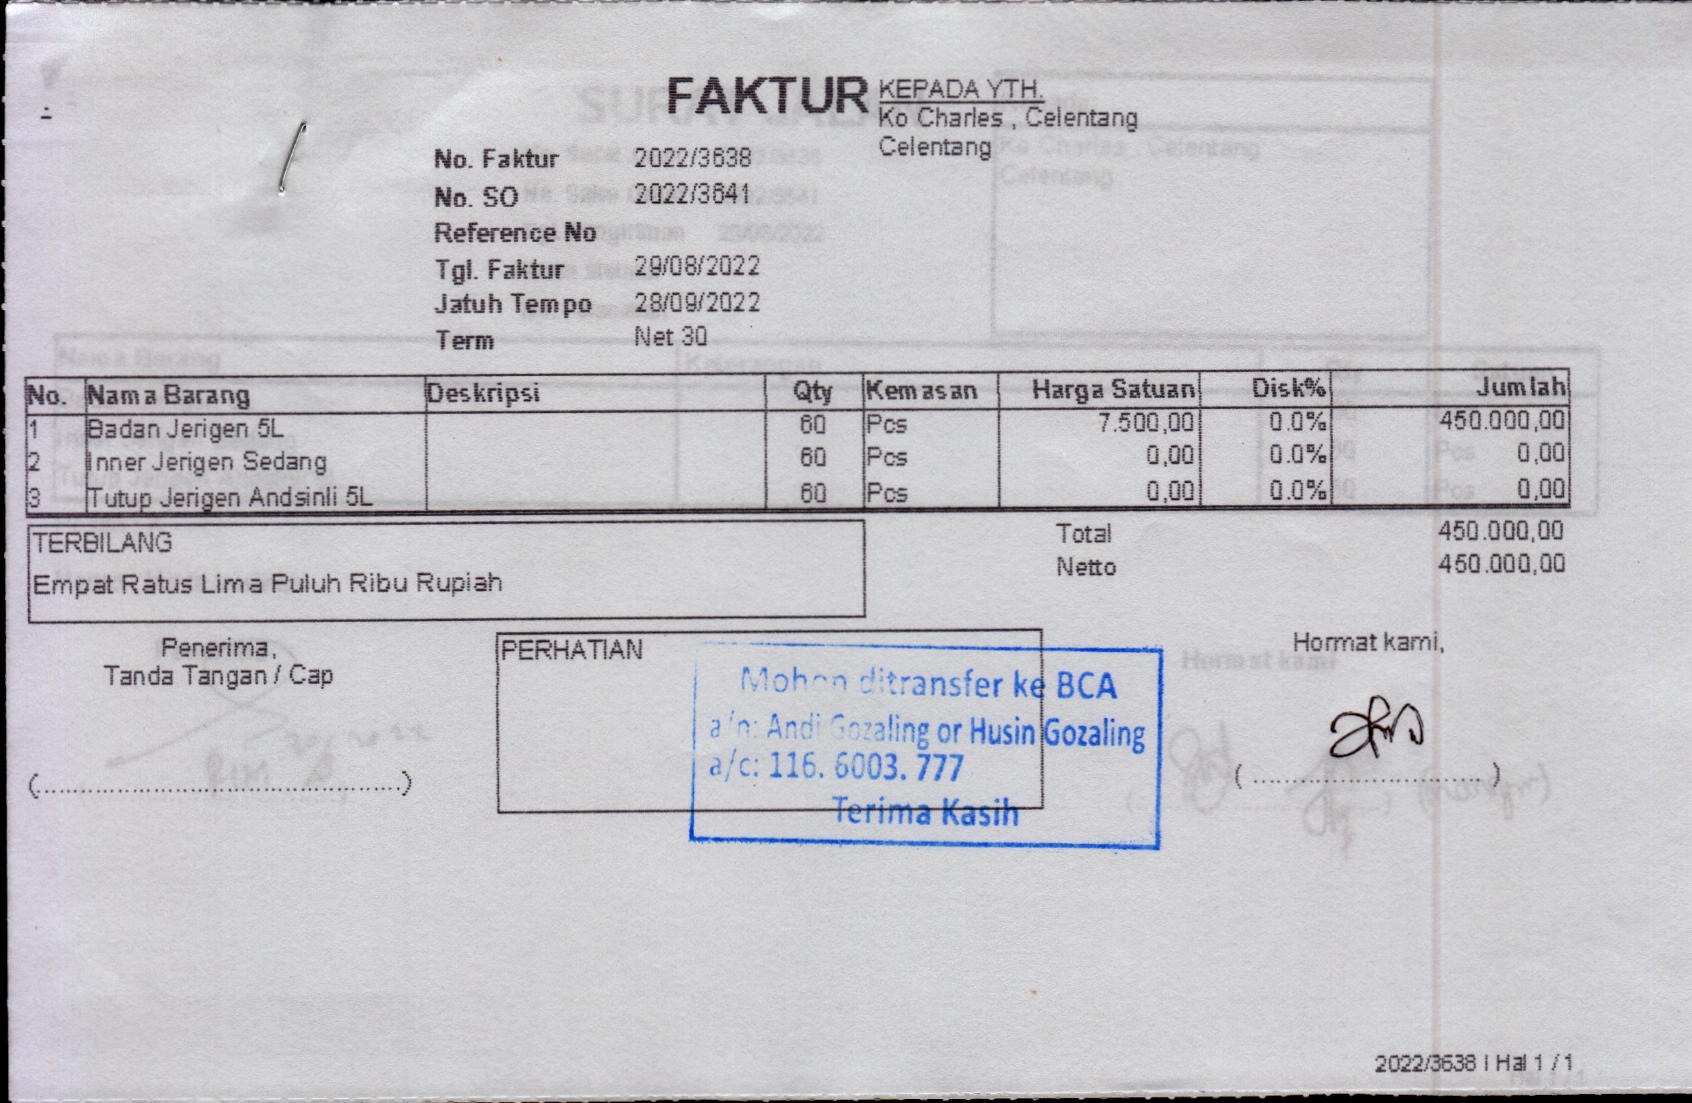 FAKTUR
KEPADA YTH.
Ko Charles , Celentang
Celentang
No. Faktur 2022/3638
No. SO 2022/3641
Reference No
Tgl. Faktur 29/08/2022
Jatuh Tempo 28/09/2022
Term Net 30
No. Nama Barang Deskripsi Qty Kemasan Harga Satuan Disk% Jumlah
1 Badan Jerigen 5L 60 Pcs 7.500,00 0.0% 450.000,00
2 Inner Jerigen Sedang 60 Pcs 0,00 0.0% 0,00
3 Tutup Jerigen Andsinli 5L 60 Pcs 0,00 0.0% 0,00
TERBILANG
Empat Ratus Lima Puluh Ribu Rupiah
Total 450.000,00
Netto 450.000,00
Penerima,
Tanda Tangan / Cap
(..............................................)
PERHATIAN
Mohon ditransfer ke BCA
a/n: Andi Gozaling or Husin Gozaling
a/c: 116. 6003. 777
Terima Kasih
Hormat kami,
( .............................. )
2022/3638 | Hal 1 / 1